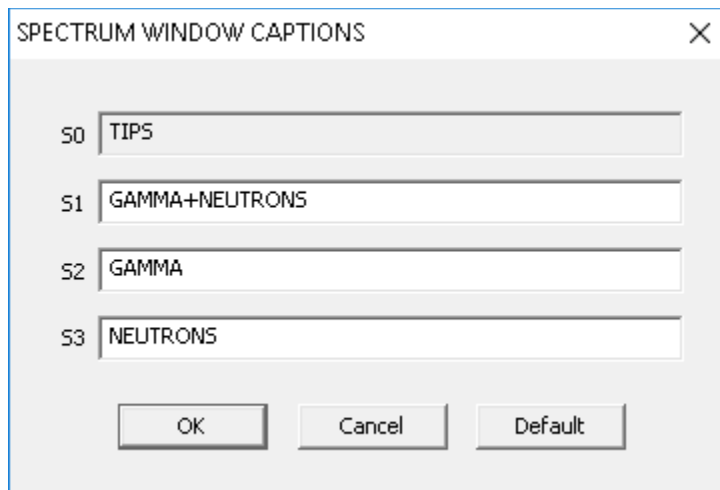 SPECTRUM WINDOW CAPTIONS
S0 TIPS
S1 GAMMA+NEUTRONS
S2 GAMMA
S3 NEUTRONS
OK Cancel Default